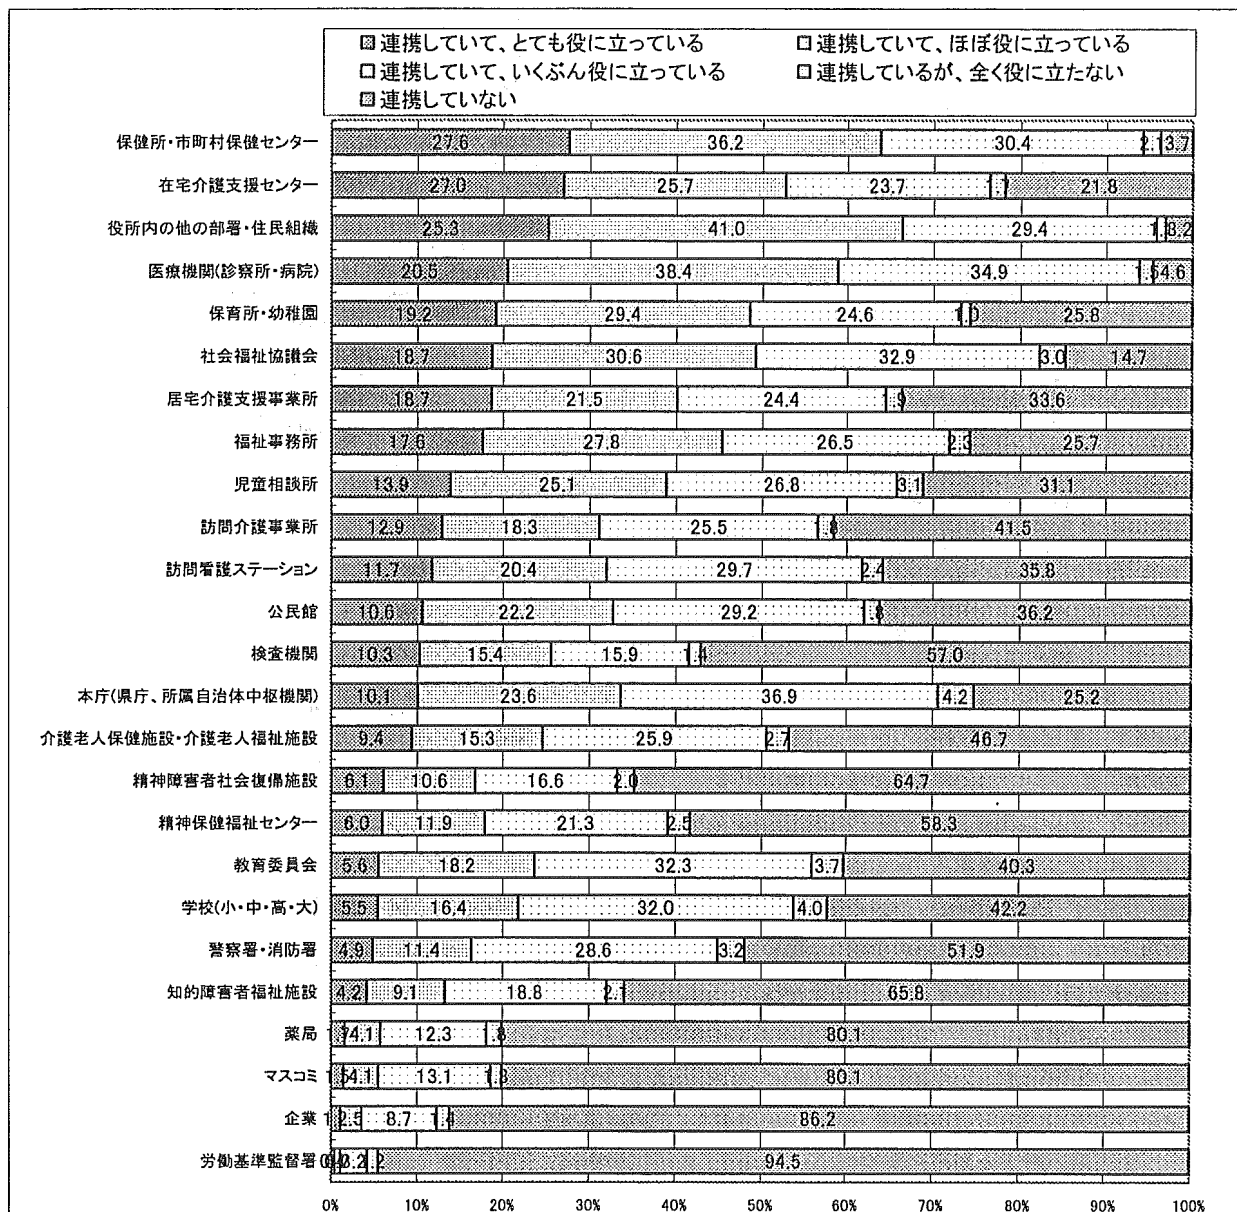 連携していて、とても役に立っている 連携していて、ほぼ役に立っている
連携していて、いくぶん役に立っている 連携しているが、全く役に立たない
連携していない
保健所・市町村保健センター 27.6 36.2 30.4 2.1 3.7
在宅介護支援センター 27.0 25.7 23.7 21.8
役所内の他の部署・住民組織 25.3 41.0 29.4 3.2
医療機関(診察所・病院) 20.5 38.4 34.9 1.5 4.6
保育所・幼稚園 19.2 29.4 24.6 1.0 25.8
社会福祉協議会 18.7 30.6 32.9 3.0 14.7
居宅介護支援事業所 18.7 21.5 24.4 1.9 33.6
福祉事務所 17.6 27.8 26.5 2.3 25.7
児童相談所 13.9 25.1 26.8 3.1 31.1
訪問介護事業所 12.9 18.3 25.5 .8 41.5
訪問看護ステーション 11.7 20.4 29.7 2.4 35.8
公民館 10.6 22.2 29.2 .8 36.2
検査機関 10.3 15.4 15.9 1.4 57.0
本庁(県庁、所属自治体中枢機関) 10.1 23.6 36.9 4.2 25.2
介護老人保健施設・介護老人福祉施設 9.4 15.3 25.9 2.7 46.7
精神障害者社会復帰施設 6.1 10.6 16.6 2.0 64.7
精神保健福祉センター 6.0 11.9 21.3 2.5 58.3
教育委員会 5.6 18.2 32.3 3.7 40.3
学校(小・中・高・大) 5.5 16.4 32.0 4.0 42.2
警察署・消防署 4.9 11.4 28.6 3.2 51.9
知的障害者福祉施設 4.2 9.1 18.8 2.1 65.8
薬局 1.7 4.1 12.3 .8 80.1
マスコミ 1.5 4.1 13.1 1.3 80.1
企業 2.5 8.7 1.4 86.2
労働基準監督署 94.5
0% 10% 20% 30% 40% 50% 60% 70% 80% 90% 100%